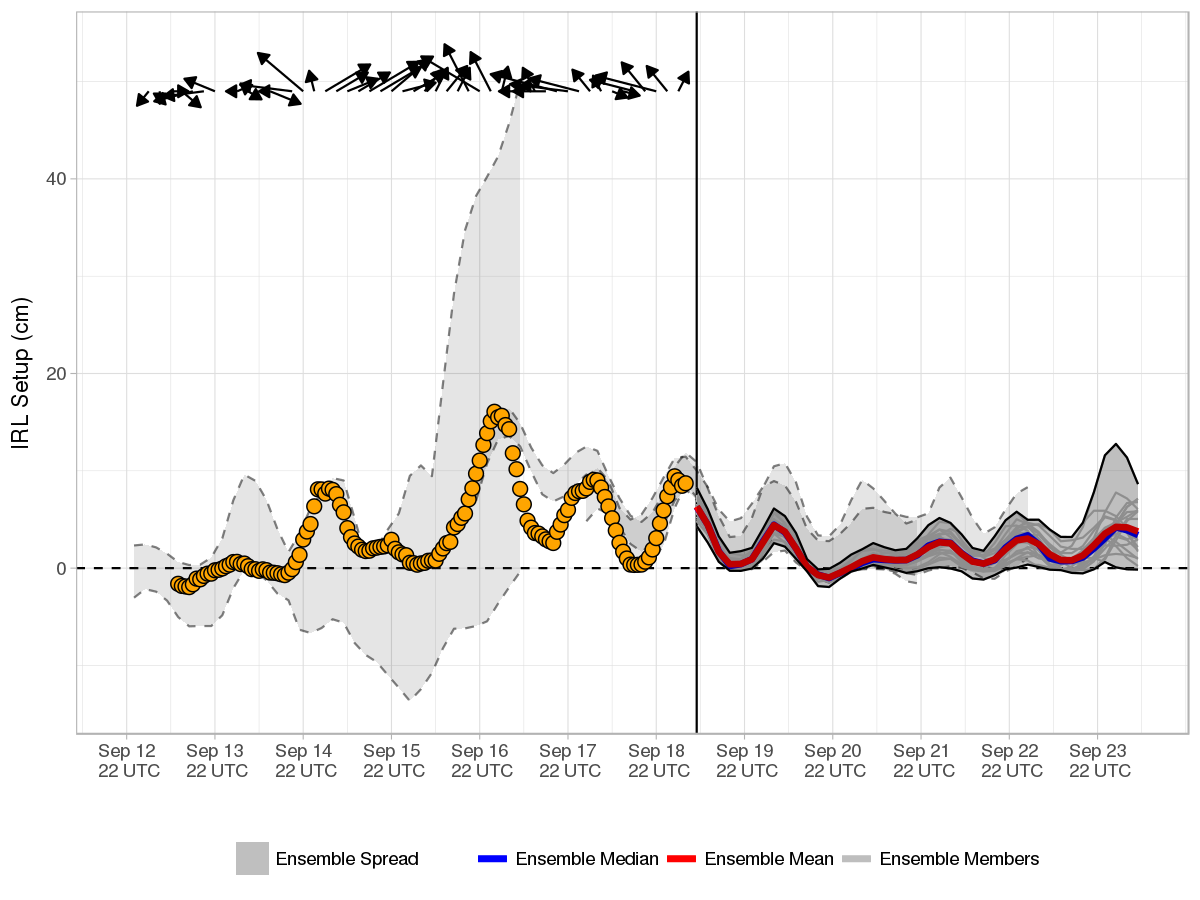 IRL Setup (cm)
40
20
0
Sep 12 Sep 13 Sep 14 Sep 15 Sep 16 Sep 17 Sep 18 Sep 19 Sep 20 Sep 21 Sep 22 Sep 23
22 UTC 22 UTC 22 UTC 22 UTC 22 UTC 22 UTC 22 UTC 22 UTC 22 UTC 22 UTC 22 UTC 22 UTC
Ensemble Spread Ensemble Median Ensemble Mean Ensemble Members